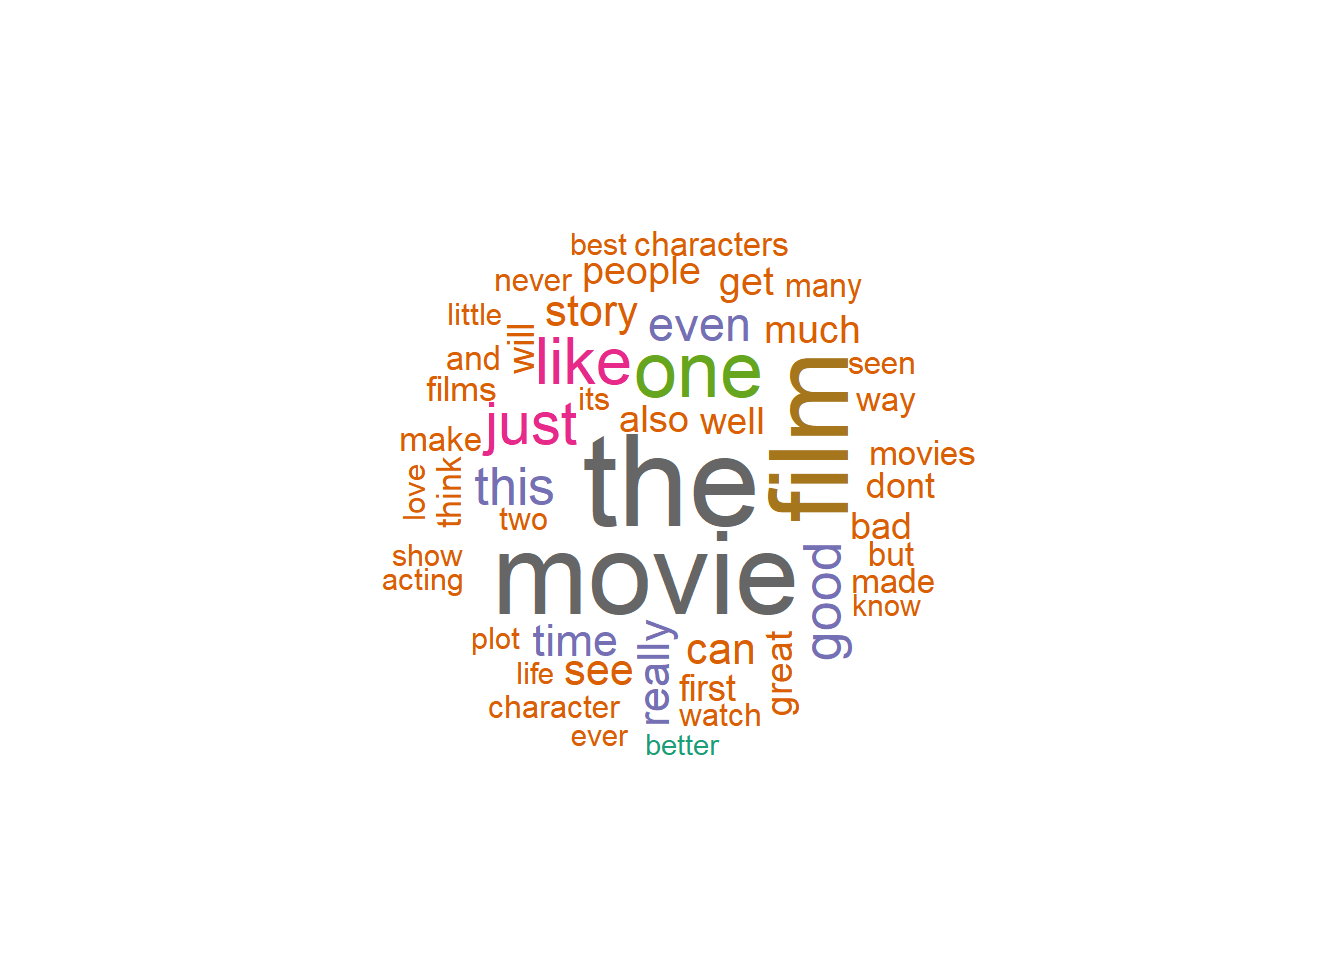 best characters
never people get many
little story even much
and will like one film seen
films its way
make just also well
movies
love think this the dont
two bad
show movie good but
acting made
know
plot time really can great
life see first
character watch
ever better